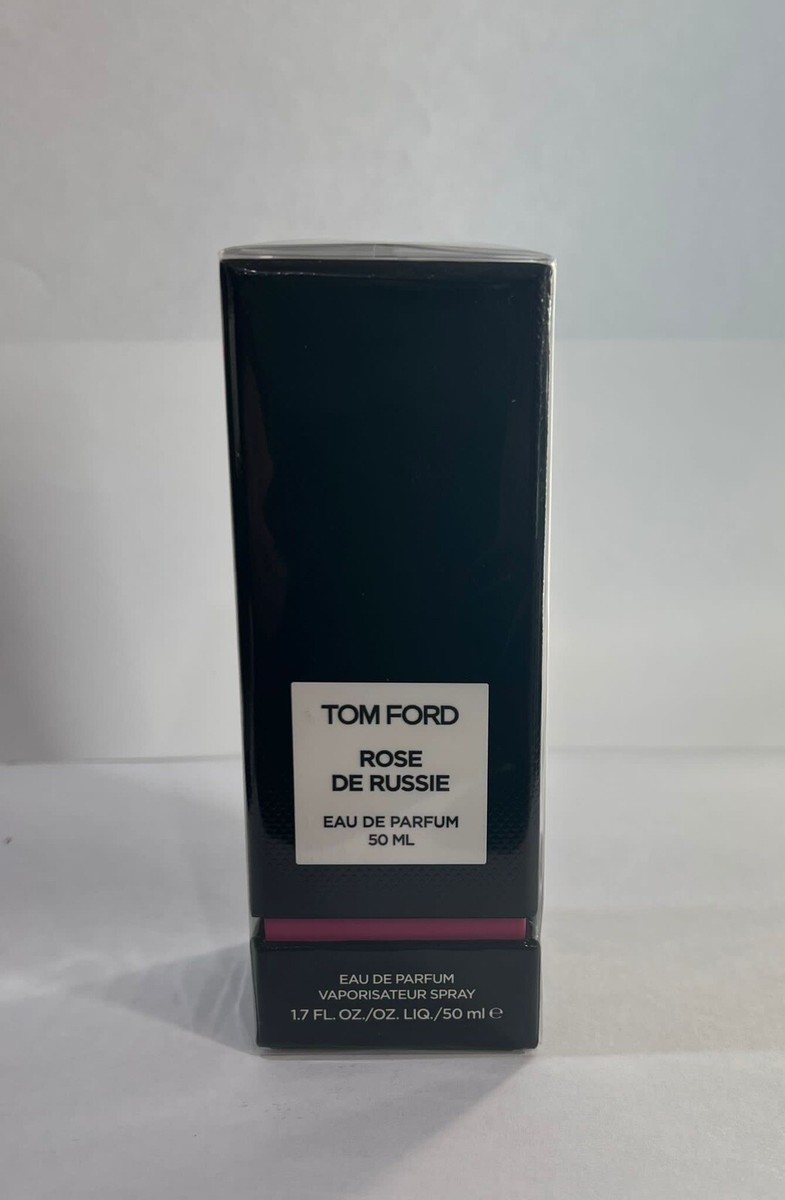 TOM FORD
ROSE
DE RUSSIE
EAU DE PARFUM
50 ML
EAU DE PARFUM
VAPORISATEUR SPRAY
1.7 FL. OZ./OZ. LIQ./50 ml ℮